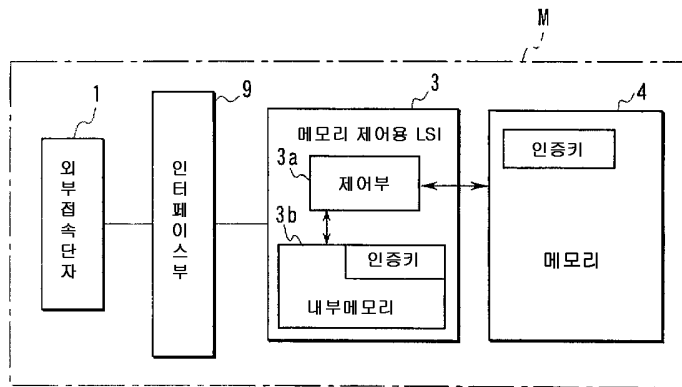 M
1
외부접속단자
9
인터페이스부
3
메모리 제어용 LSI
3a
제어부
3b
인증키
내부메모리
4
인증키
메모리